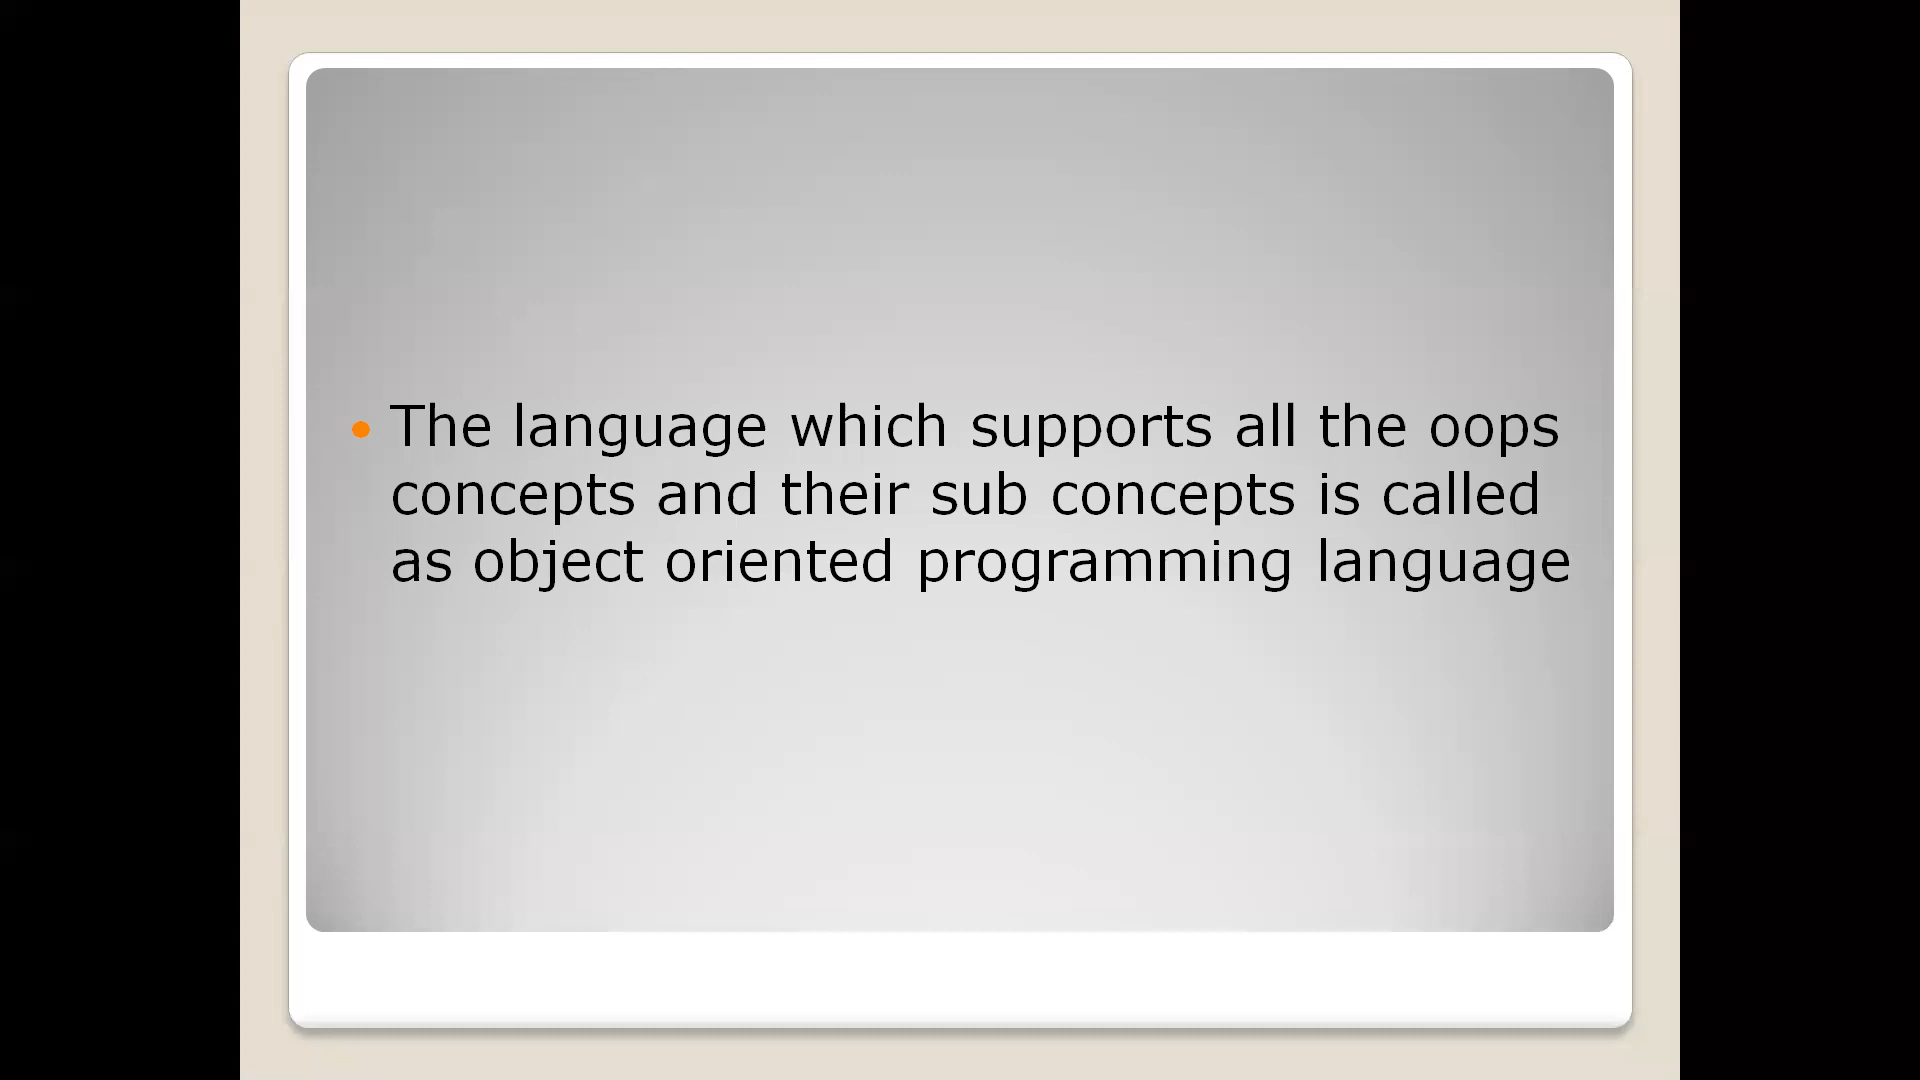 The language which supports all the oops
concepts and their sub concepts is called
as object oriented programming language